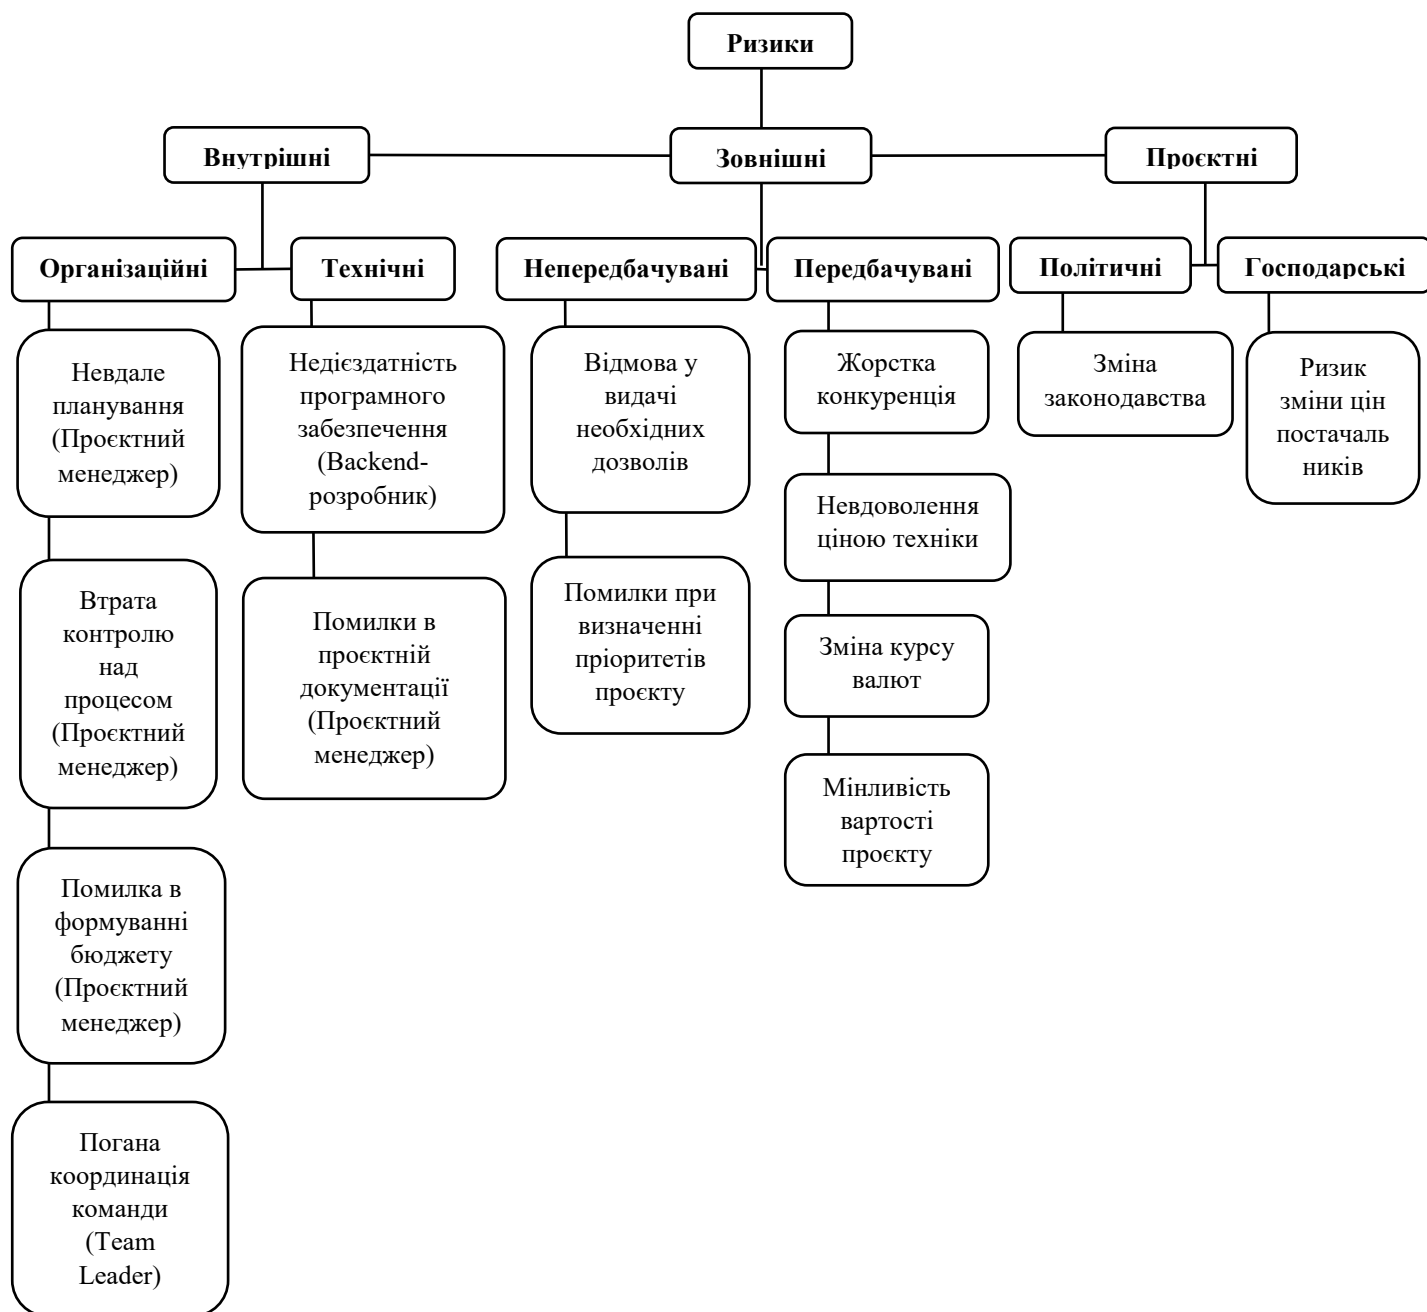 Ризики
Внутрішні
Зовнішні
Проєктні
Організаційні
Технічні
Непередбачувані
Передбачувані
Політичні
Господарські
Невдале
планування
(Проєктний
менеджер)
Втрата
контролю
над
процесом
(Проєктний
менеджер)
Помилка в
формуванні
бюджету
(Проєктний
менеджер)
Погана
координація
команди
(Team
Leader)
Недієздатність
програмного
забезпечення
(Backend-
розробник)
Помилки в
проєктній
документації
(Проєктний
менеджер)
Відмова у
видачі
необхідних
дозволів
Помилки при
визначенні
пріоритетів
проєкту
Жорстка
конкуренція
Невдоволення
ціною техніки
Зміна курсу
валют
Мінливість
вартості
проєкту
Зміна
законодавства
Ризик
зміни цін
постачаль
ників